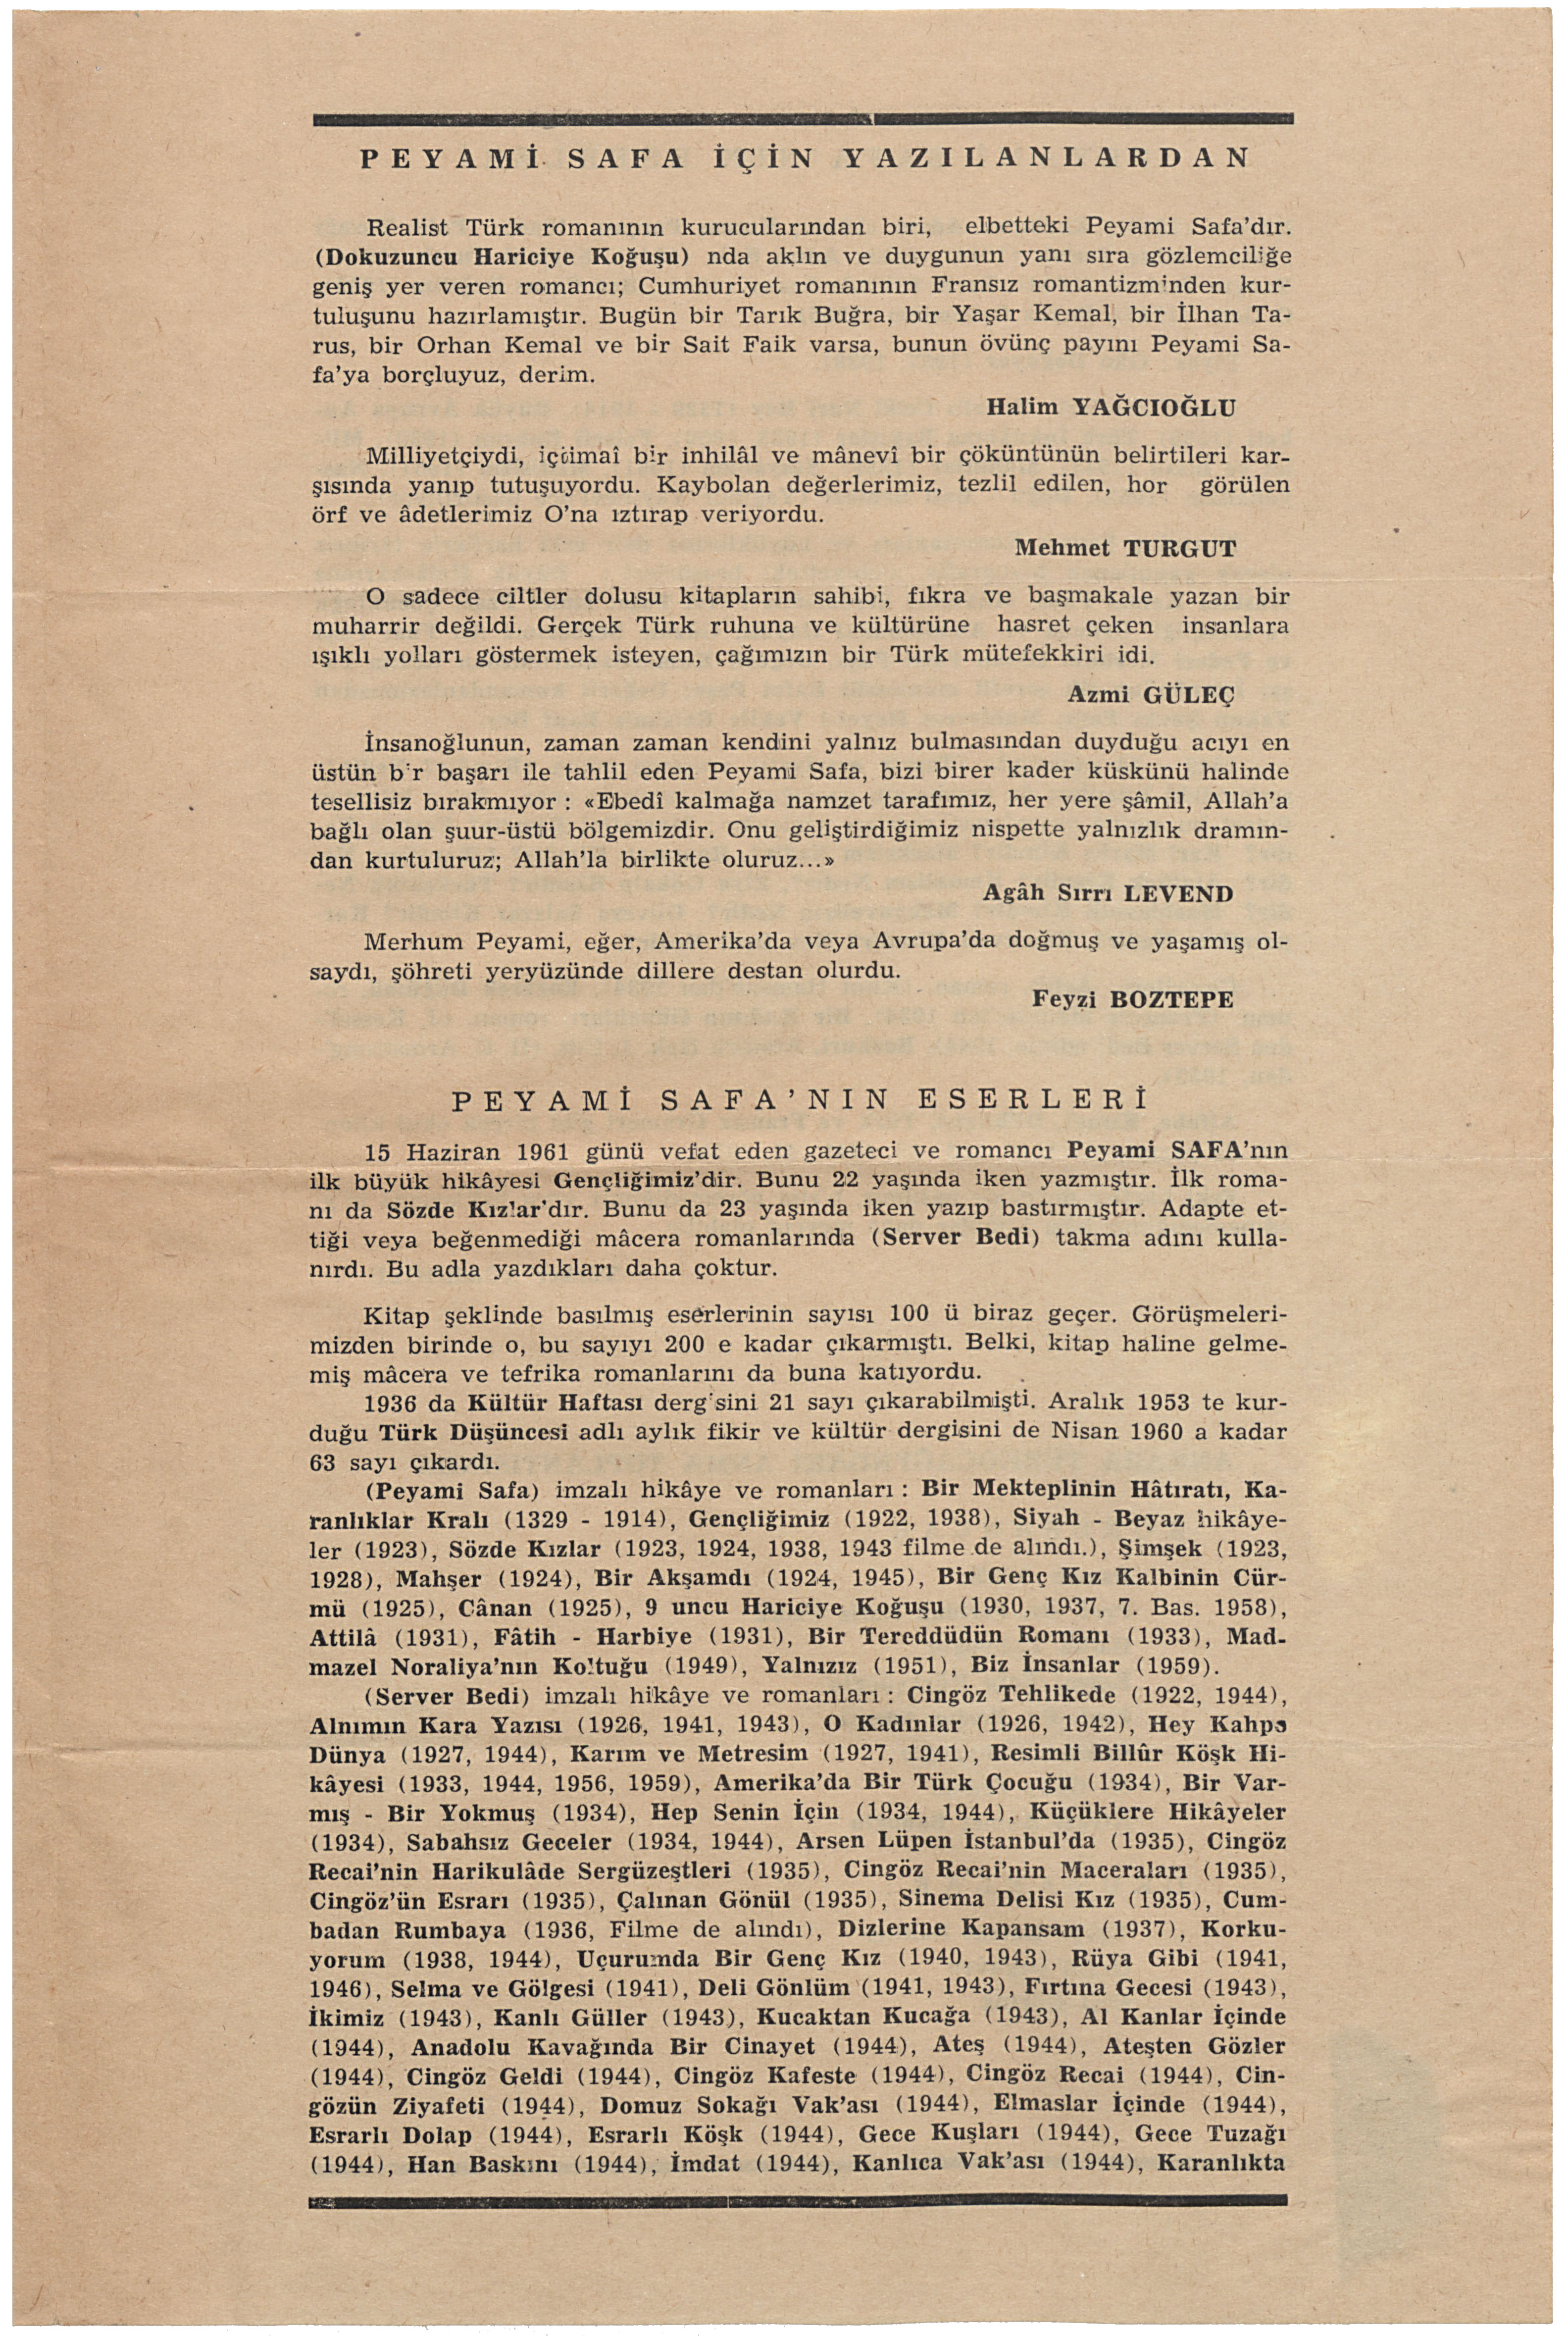 PEYAMİ SAFA İÇİN YAZILANLARDAN
Realist Türk romanının kurucularından biri, elbetteki Peyami Safa'dır.
(Dokuzuncu Hariciye Koğuşu) nda aklın ve duygunun yanı sıra gözlemciliğe
geniş yer veren romancı; Cumhuriyet romanının Fransız romantizminden kur-
tuluşunu hazırlamıştır. Bugün bir Tarık Buğra, bir Yaşar Kemal, bir İlhan Ta-
rus, bir Orhan Kemal ve bir Sait Faik varsa, bunun övünç payını Peyami Sa-
fa'ya borçluyuz, derim.
Halim YAĞCIOĞLU
Milliyetçiydi, içtimaî bir inhilâl ve mânevî bir çöküntünün belirtileri kar-
şısında yanıp tutuşuyordu. Kaybolan değerlerimiz, tezlil edilen, hor görülen
örf ve âdetlerimiz O'na ıztırap veriyordu.
Mehmet TURGUT
O sadece ciltler dolusu kitapların sahibi, fıkra ve başmakale yazan bir
muharrir değildi. Gerçek Türk ruhuna ve kültürüne hasret çeken insanlara
ışıklı yolları göstermek isteyen, çağımızın bir Türk mütefekkiri idi.
Azmi GÜLEÇ
İnsanoğlunun, zaman zaman kendini yalnız bulmasından duyduğu acıyı en
üstün bir başarı ile tahlil eden Peyami Safa, bizi birer kader küskünü halinde
tesellisiz bırakmıyor : «Ebedî kalmağa namzet tarafımız, her yere şâmil, Allah'a
bağlı olan şuur-üstü bölgemizdir. Onu geliştirdiğimiz nispette yalnızlık dramın-
dan kurtuluruz; Allah'la birlikte oluruz...»
Agâh Sırrı LEVEND
Merhum Peyami, eğer, Amerika'da veya Avrupa'da doğmuş ve yaşamış ol-
saydı, şöhreti yeryüzünde dillere destan olurdu.
Feyzi BOZTEPE
PEYAMİ SAFA'NIN ESERLERİ
15 Haziran 1961 günü vefat eden gazeteci ve romancı Peyami SAFA'nın
ilk büyük hikâyesi Gençliğimiz'dir. Bunu 22 yaşında iken yazmıştır. İlk roma-
nı da Sözde Kızlar'dır. Bunu da 23 yaşında iken yazıp bastırmıştır. Adapte et-
tiği veya beğenmediği mâcera romanlarında (Server Bedi) takma adını kulla-
nırdı. Bu adla yazdıkları daha çoktur.
Kitap şeklinde basılmış eserlerinin sayısı 100 ü biraz geçer. Görüşmeleri-
mizden birinde o, bu sayıyı 200 e kadar çıkarmıştı. Belki, kitap haline gelme-
miş mâcera ve tefrika romanlarını da buna katıyordu.
1936 da Kültür Haftası dergisini 21 sayı çıkarabilmişti. Aralık 1953 te kur-
duğu Türk Düşüncesi adlı aylık fikir ve kültür dergisini de Nisan 1960 a kadar
63 sayı çıkardı.
(Peyami Safa) imzalı hikâye ve romanları : Bir Mekteplinin Hâtıratı, Ka-
ranlıklar Kralı (1329 - 1914), Gençliğimiz (1922, 1938), Siyah - Beyaz hikâye-
ler (1923), Sözde Kızlar (1923, 1924, 1938, 1943 filme de alındı.), Şimşek (1923,
1928), Mahşer (1924), Bir Akşamdı (1924, 1945), Bir Genç Kız Kalbinin Cür-
mü (1925), Cânan (1925), 9 uncu Hariciye Koğuşu (1930, 1937, 7. Bas. 1958),
Attilâ (1931), Fâtih - Harbiye (1931), Bir Tereddüdün Romanı (1933), Mad-
mazel Noraliya'nın Koltuğu (1949), Yalnızız (1951), Biz İnsanlar (1959).
(Server Bedi) imzalı hikâye ve romanları : Cingöz Tehlikede (1922, 1944),
Alnımın Kara Yazısı (1926, 1941, 1943), O Kadınlar (1926, 1942), Hey Kahpe
Dünya (1927, 1944), Karım ve Metresim (1927, 1941), Resimli Billûr Köşk Hi-
kâyesi (1933, 1944, 1956, 1959), Amerika'da Bir Türk Çocuğu (1934), Bir Var-
mış - Bir Yokmuş (1934), Hep Senin İçin (1934, 1944), Küçüklere Hikâyeler
(1934), Sabahsız Geceler (1934, 1944), Arsen Lüpen İstanbul'da (1935), Cingöz
Recai'nin Harikulâde Sergüzeştleri (1935), Cingöz Recai'nin Maceraları (1935),
Cingöz'ün Esrarı (1935), Çalınan Gönül (1935), Sinema Delisi Kız (1935), Cum-
badan Rumbaya (1936, Filme de alındı), Dizlerine Kapansam (1937), Korku-
yorum (1938, 1944), Uçurumda Bir Genç Kız (1940, 1943), Rüya Gibi (1941,
1946), Selma ve Gölgesi (1941), Deli Gönlüm (1941, 1943), Fırtına Gecesi (1943),
İkimiz (1943), Kanlı Güller (1943), Kucaktan Kucağa (1943), Al Kanlar İçinde
(1944), Anadolu Kavağında Bir Cinayet (1944), Ateş (1944), Ateşten Gözler
(1944), Cingöz Geldi (1944), Cingöz Kafeste (1944), Cingöz Recai (1944), Cin-
gözün Ziyafeti (1944), Domuz Sokağı Vak'ası (1944), Elmaslar İçinde (1944),
Esrarlı Dolap (1944), Esrarlı Köşk (1944), Gece Kuşları (1944), Gece Tuzağı
(1944), Han Baskını (1944), İmdat (1944), Kanlıca Vak'ası (1944), Karanlıkta